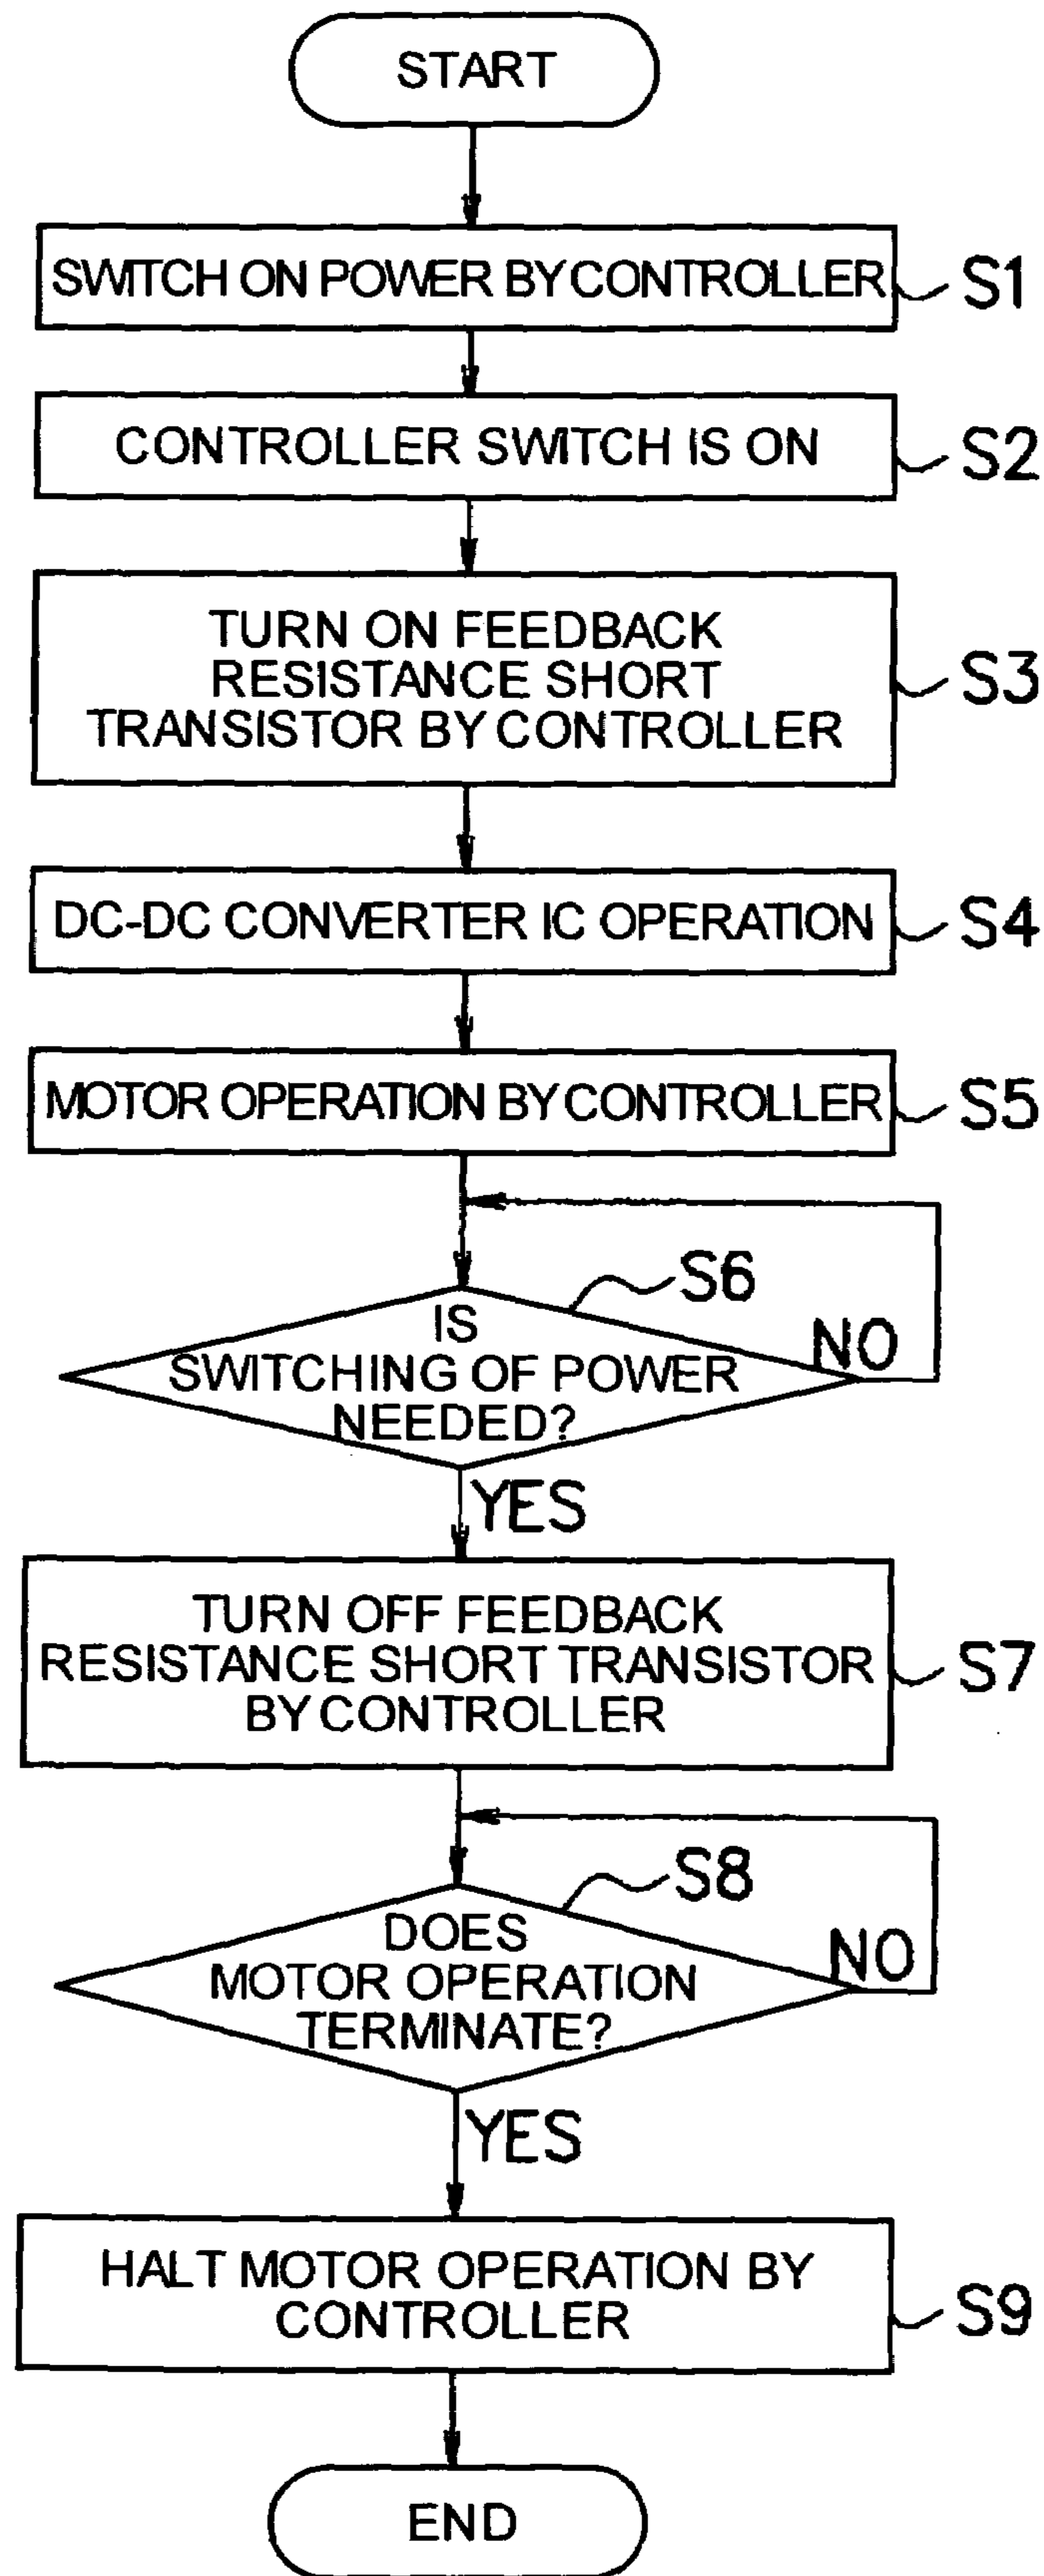 START
SWITCH ON POWER BY CONTROLLER
S1
CONTROLLER SWITCH IS ON
S2
TURN ON FEEDBACK
RESISTANCE SHORT
TRANSISTOR BY CONTROLLER
S3
DC-DC CONVERTER IC OPERATION
S4
MOTOR OPERATION BY CONTROLLER
S5
S6
IS
SWITCHING OF POWER
NEEDED?
NO
YES
TURN OFF FEEDBACK
RESISTANCE SHORT TRANSISTOR
BY CONTROLLER
S7
S8
DOES
MOTOR OPERATION
TERMINATE?
NO
YES
HALT MOTOR OPERATION BY
CONTROLLER
S9
END